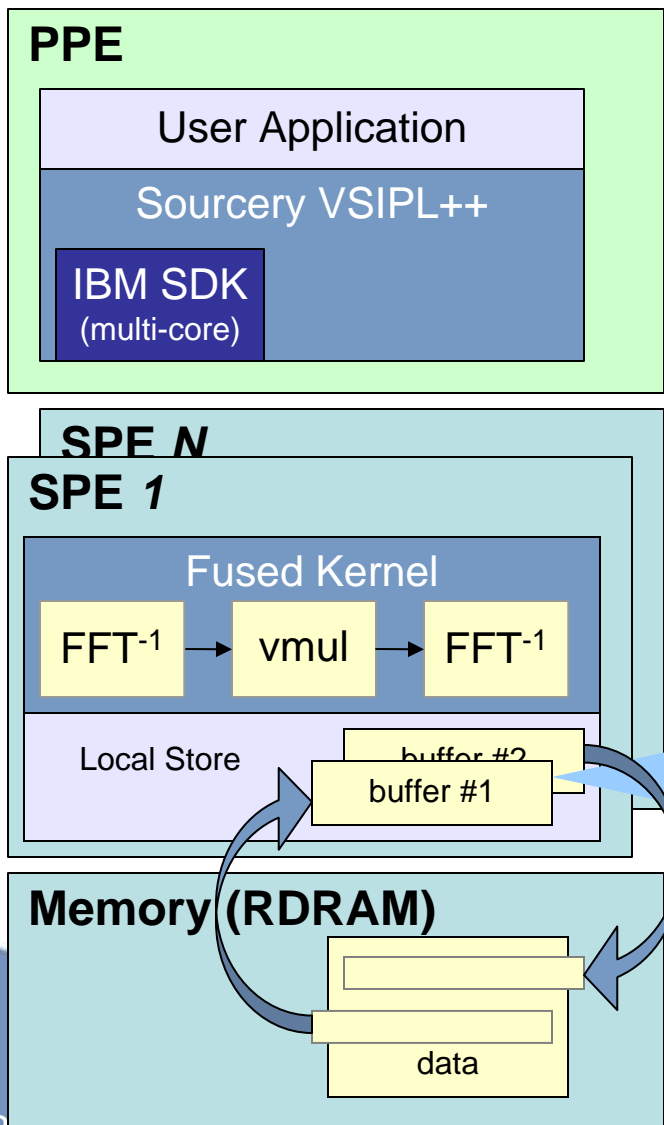 PPE
User Application
Sourcery VSIPL++
IBM SDK
(multi-core)
SPE N
SPE 1
Fused Kernel
FFT-1 vmul FFT-1
Local Store
buffer #2
buffer #1
Memory (RDRAM)
data